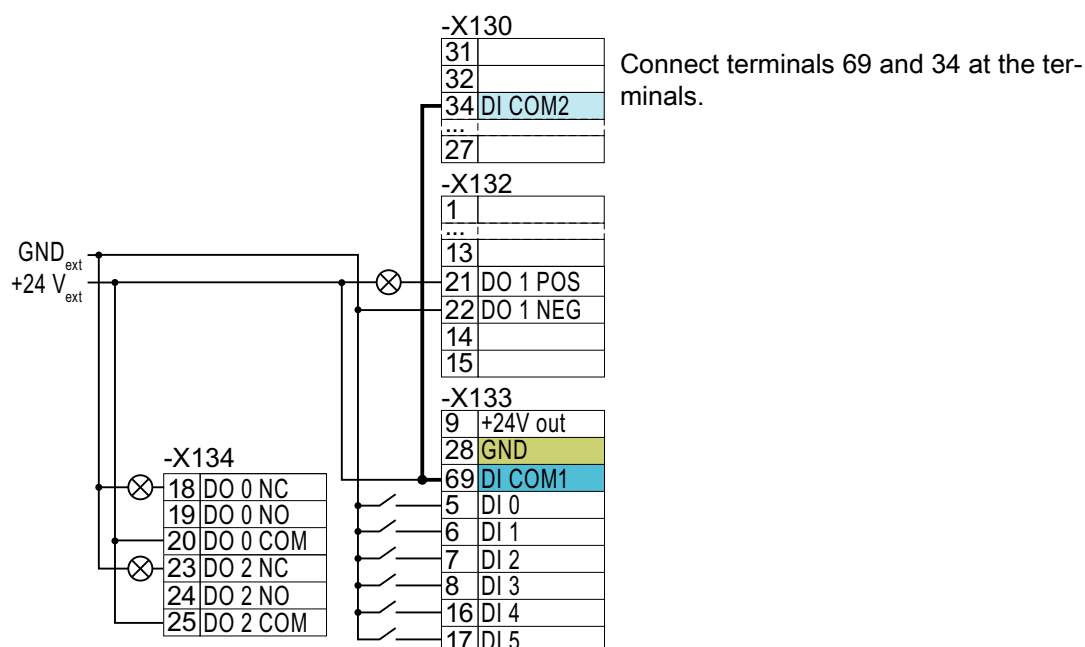 -X130
31
32
34 DI COM2
...
27
Connect terminals 69 and 34 at the ter-
minals.
-X132
1
...
13
21 DO 1 POS
22 DO 1 NEG
14
15
GNDext
+24 Vext
-X133
9 +24V out
28 GND
69 DI COM1
5 DI 0
6 DI 1
7 DI 2
8 DI 3
16 DI 4
17 DI 5
-X134
18 DO 0 NC
19 DO 0 NO
20 DO 0 COM
23 DO 2 NC
24 DO 2 NO
25 DO 2 COM